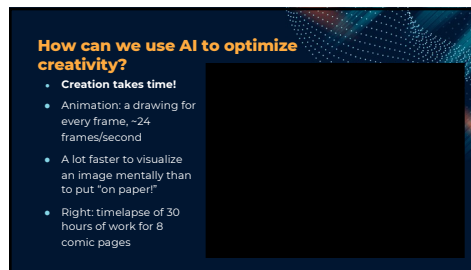 How can we use AI to optimize
creativity?
• Creation takes time!
• Animation: a drawing for
every frame, ~24
frames/second
• A lot faster to visualize
an image mentally than
to put “on paper!”
• Right: timelapse of 30
hours of work for 8
comic pages